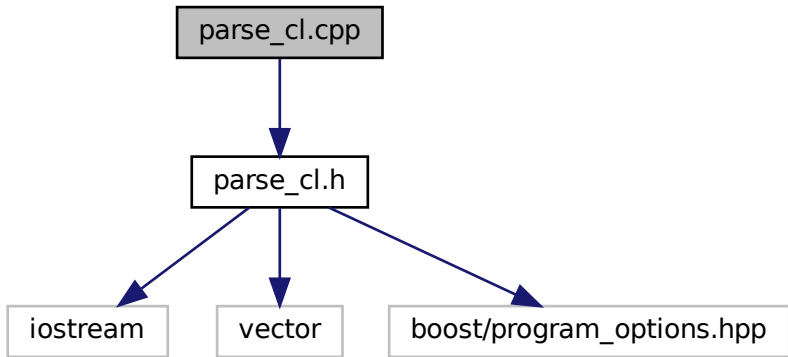 parse_cl.cpp
parse_cl.h
iostream
vector
boost/program_options.hpp